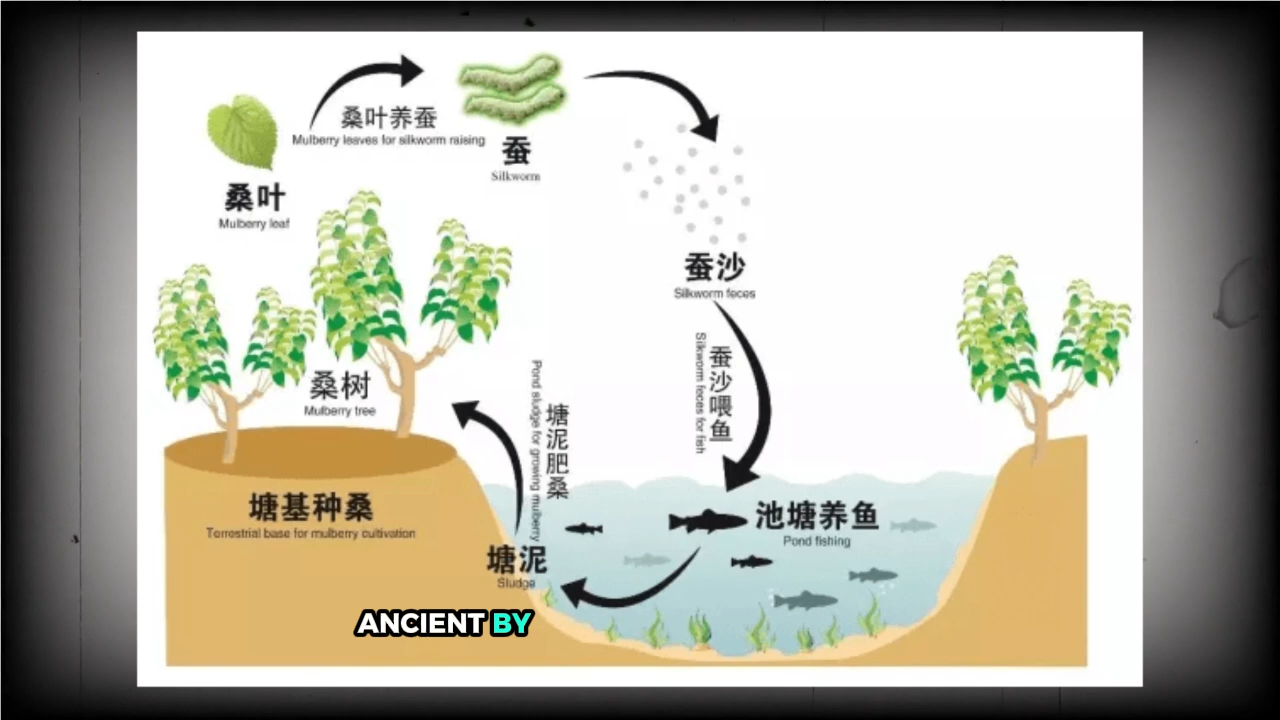 桑叶养蚕
Mulberry leaves for silkworm raising
蚕
Silkworm
桑叶
Mulberry leaf
蚕沙
Silkworm feces
蚕沙喂鱼
Silkworm feces for fish
桑树
Mulberry tree
塘泥肥桑
Pond sludge for growing mulberry
塘基种桑
Terrestrial base for mulberry cultivation
池塘养鱼
Pond fishing
塘泥
Sludge
ANCIENT BY